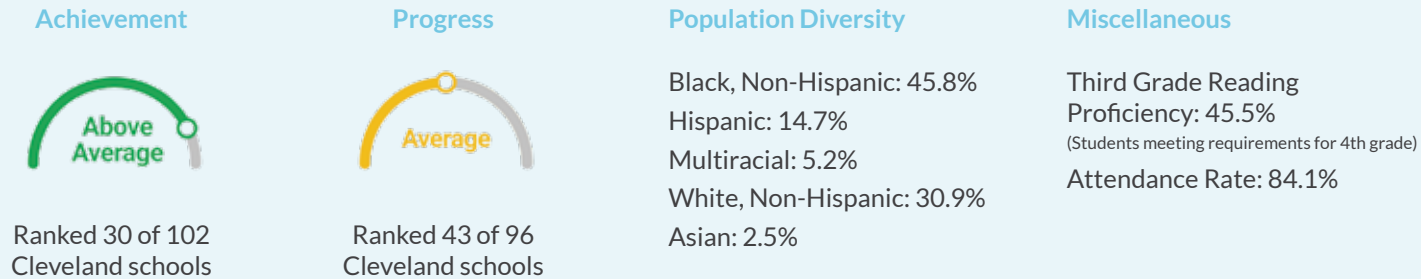 Achievement
Above
Average
Ranked 30 of 102
Cleveland schools
Progress
Average
Ranked 43 of 96
Cleveland schools
Population Diversity
Black, Non-Hispanic: 45.8%
Hispanic: 14.7%
Multiracial: 5.2%
White, Non-Hispanic: 30.9%
Asian: 2.5%
Miscellaneous
Third Grade Reading
Proficiency: 45.5%
(Students meeting requirements for 4th grade)
Attendance Rate: 84.1%